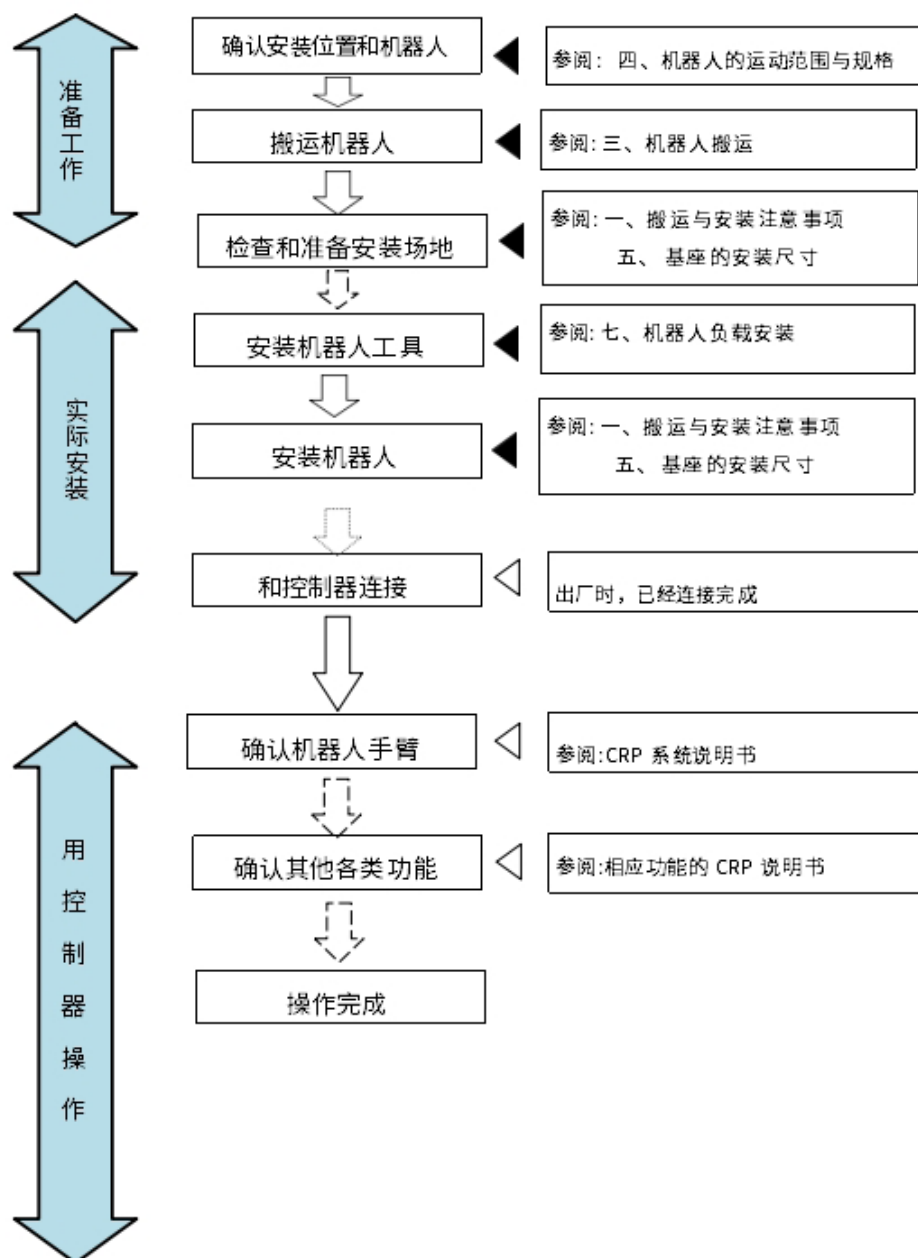 准备工作
确认安装位置和机器人
参阅： 四、机器人的运动范围与规格
搬运机器人
参阅:三、机器人搬运
检查和准备安装场地
参阅:一、搬运与安装注意事项
五、 基座的安装尺寸
实际安装
安装机器人工具
参阅:七、机器人负载安装
安装机器人
参阅:一、搬运与安装注意事项
五、 基座的安装尺寸
和控制器连接
出厂时，已经连接完成
用控制器操作
确认机器人手臂
参阅:CRP 系统说明书
确认其他各类功能
参阅:相应功能的 CRP 说明书
操作完成